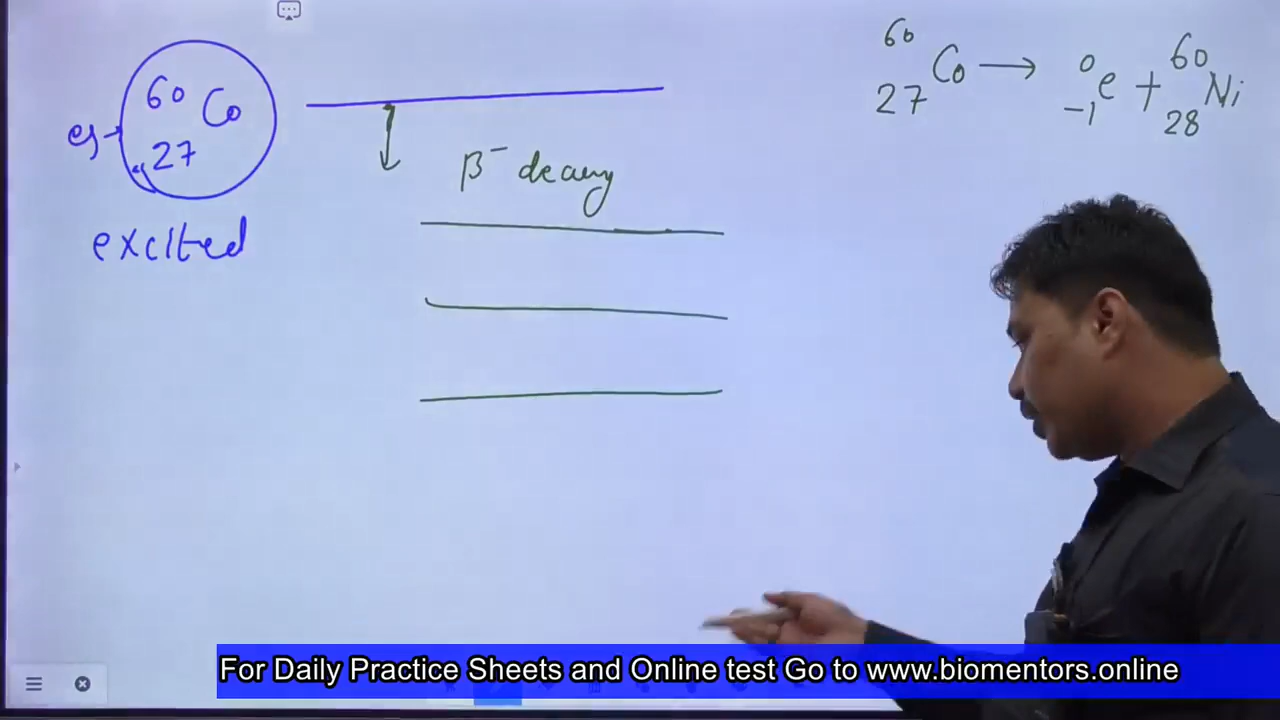 60
27 Co
excited
β⁻ decay
60
27 Co → 0
-1 e + 60
28 Ni
For Daily Practice Sheets and Online test Go to www.biomentors.online